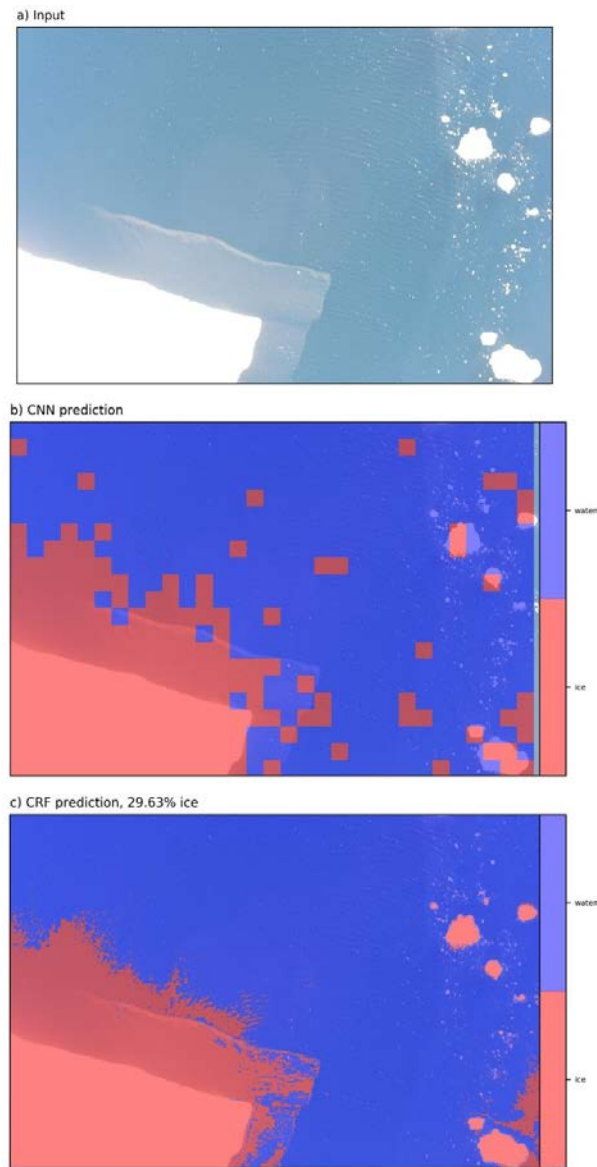 a) Input
b) CNN prediction
water
ice
c) CRF prediction, 29.63% ice
water
ice